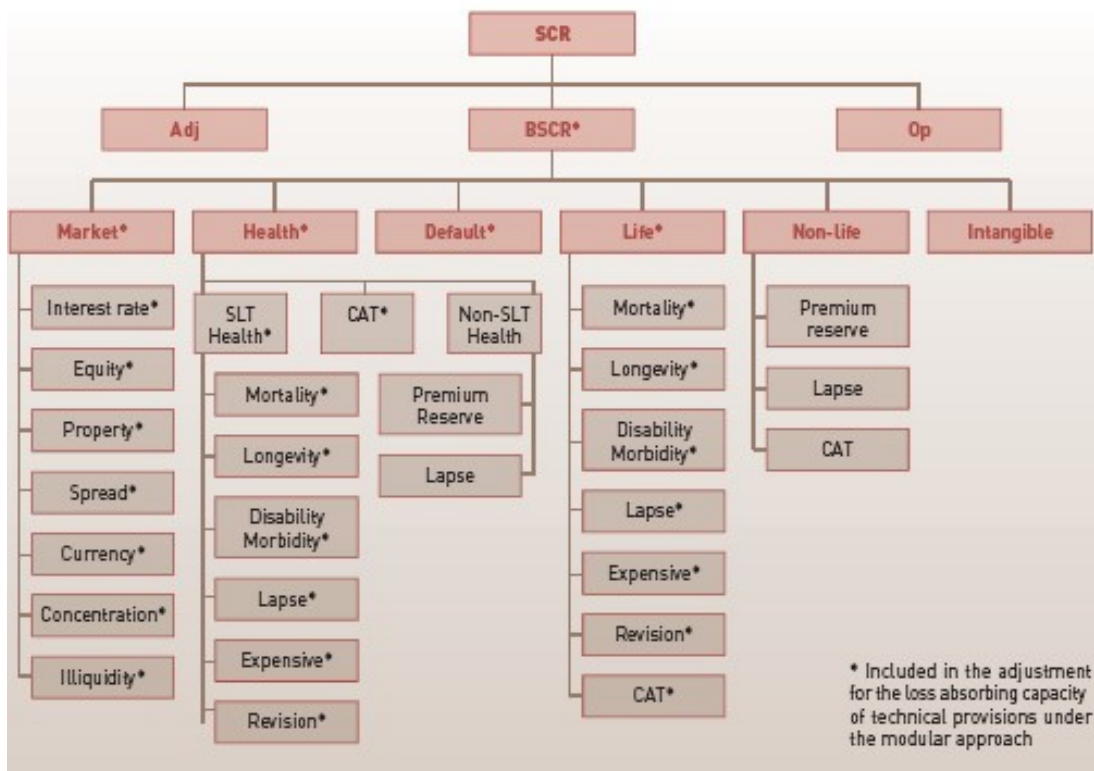 SCR
Adj
BSCR*
Op
Market*
Health*
Default*
Life*
Non-life
Intangible
Interest rate*
Equity*
Property*
Spread*
Currency*
Concentration*
Illiquidity*
SLT
Health*
CAT*
Non-SLT
Health
Mortality*
Longevity*
Disability
Morbidity*
Lapse*
Expensive*
Revision*
Premium
Reserve
Lapse
Mortality*
Longevity*
Disability
Morbidity*
Lapse*
Expensive*
Revision*
CAT*
Premium
reserve
Lapse
CAT
* Included in the adjustment
for the loss absorbing capacity
of technical provisions under
the modular approach